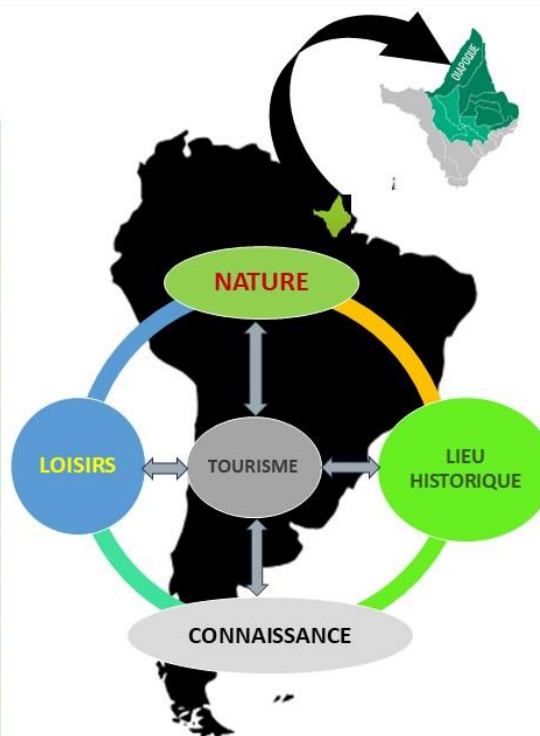 OIAPOQUE
NATURE
LOISIRS
TOURISME
LIEU
HISTORIQUE
CONNAISSANCE